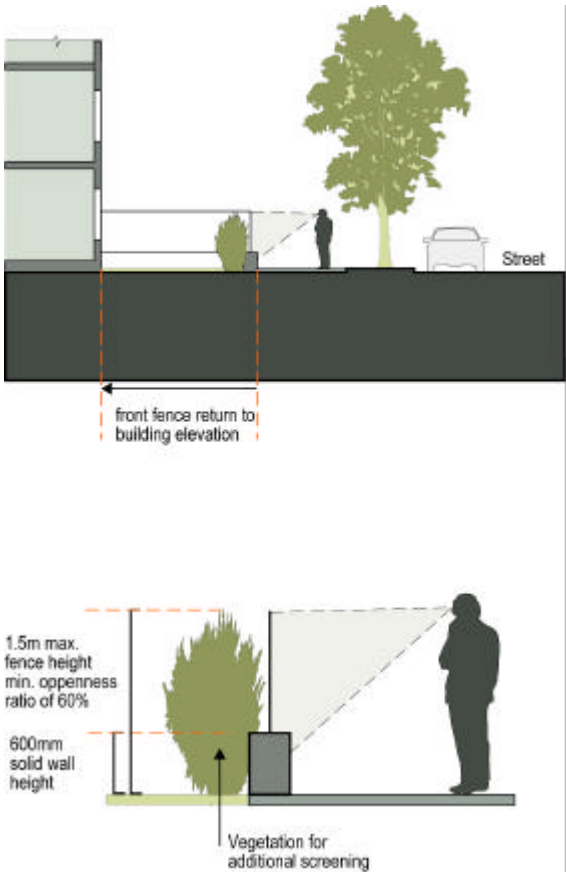 Street
front fence return to
building elevation
1.5m max.
fence height
min. oppenness
ratio of 60%
600mm
solid wall
height
Vegetation for
additional screening